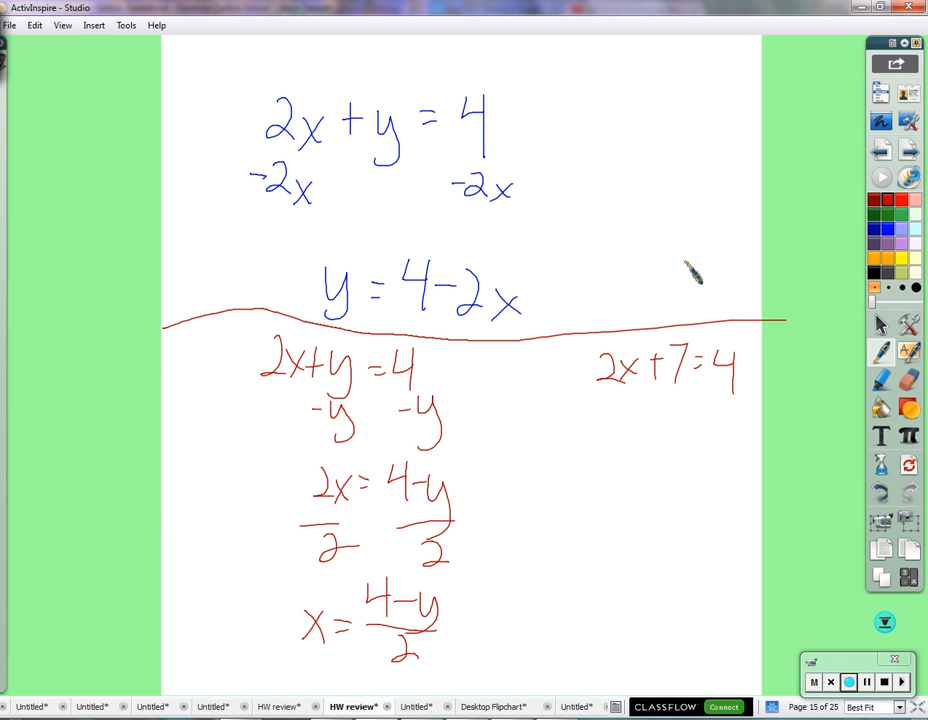 ActivInspire - Studio
File Edit View Insert Tools Help
2x + y = 4
-2x -2x
y = 4 - 2x
2x+y=4
-y -y
2x = 4-y
2 2
x = 4-y
2
2x+7=4
Untitled* Untitled* Untitled* Untitled* HW review* HW review* Untitled* Desktop Flipchart* Untitled* CLASSFLOW Connect Page 15 of 25 Best Fit